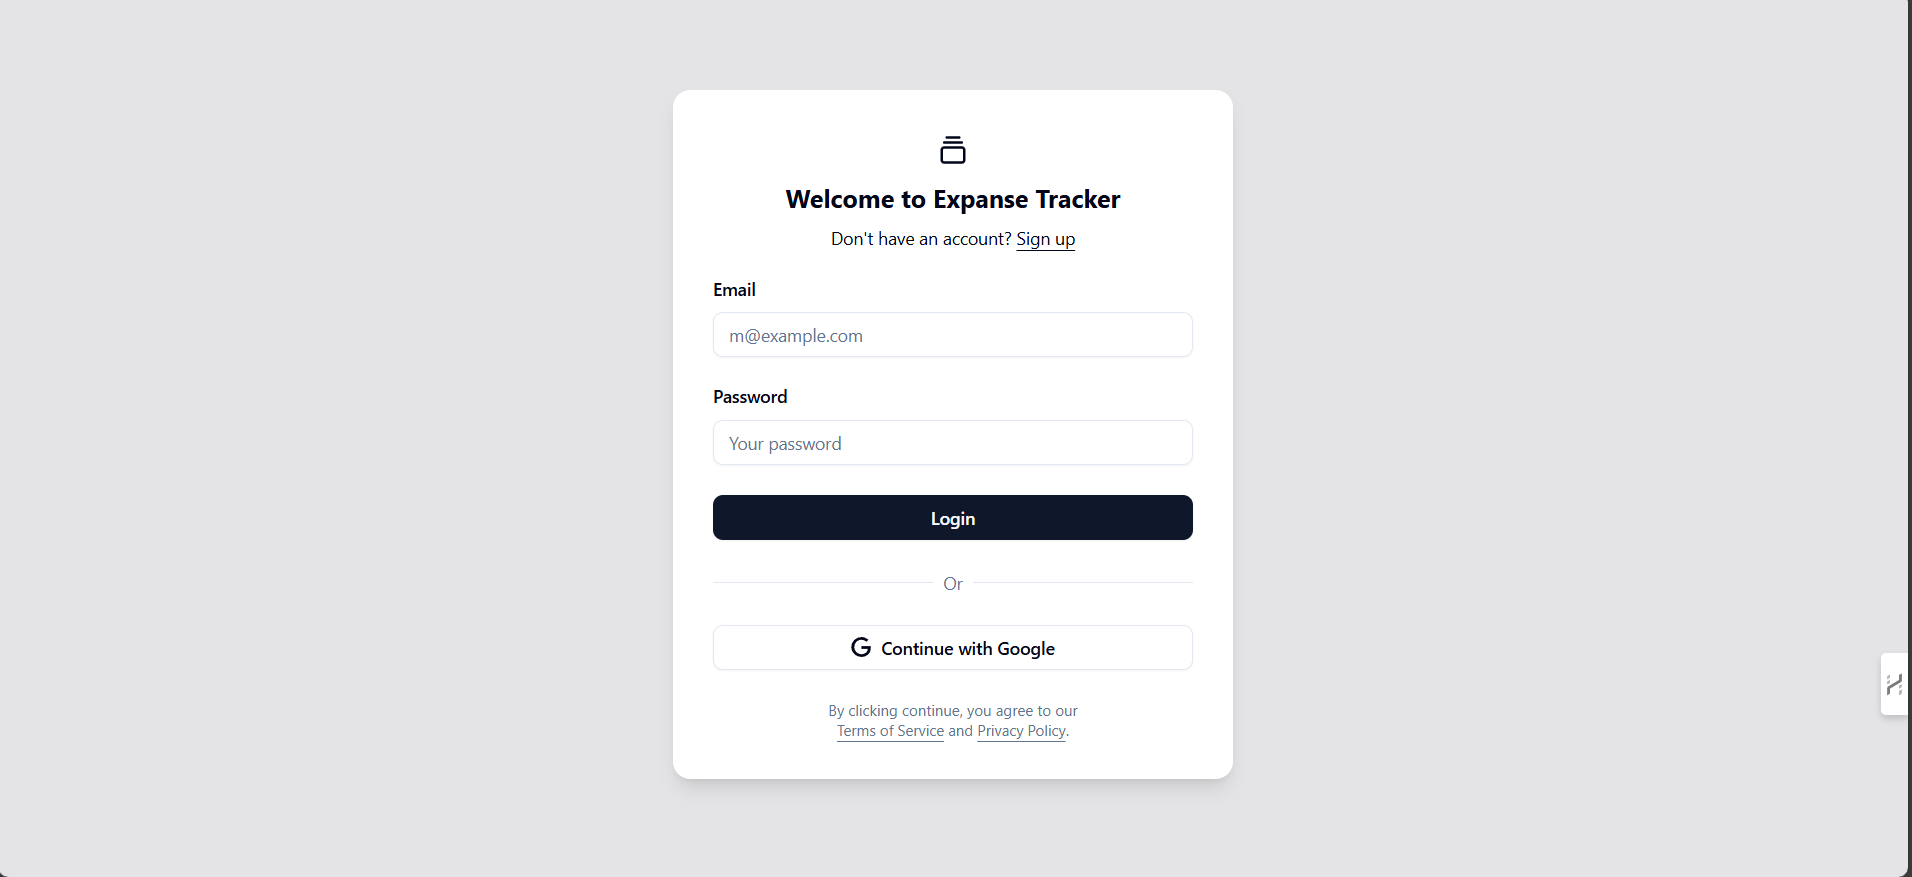 Welcome to Expanse Tracker
Don't have an account? Sign up
Email
m@example.com
Password
Your password
Login
Or
Continue with Google
By clicking continue, you agree to our
Terms of Service and Privacy Policy.